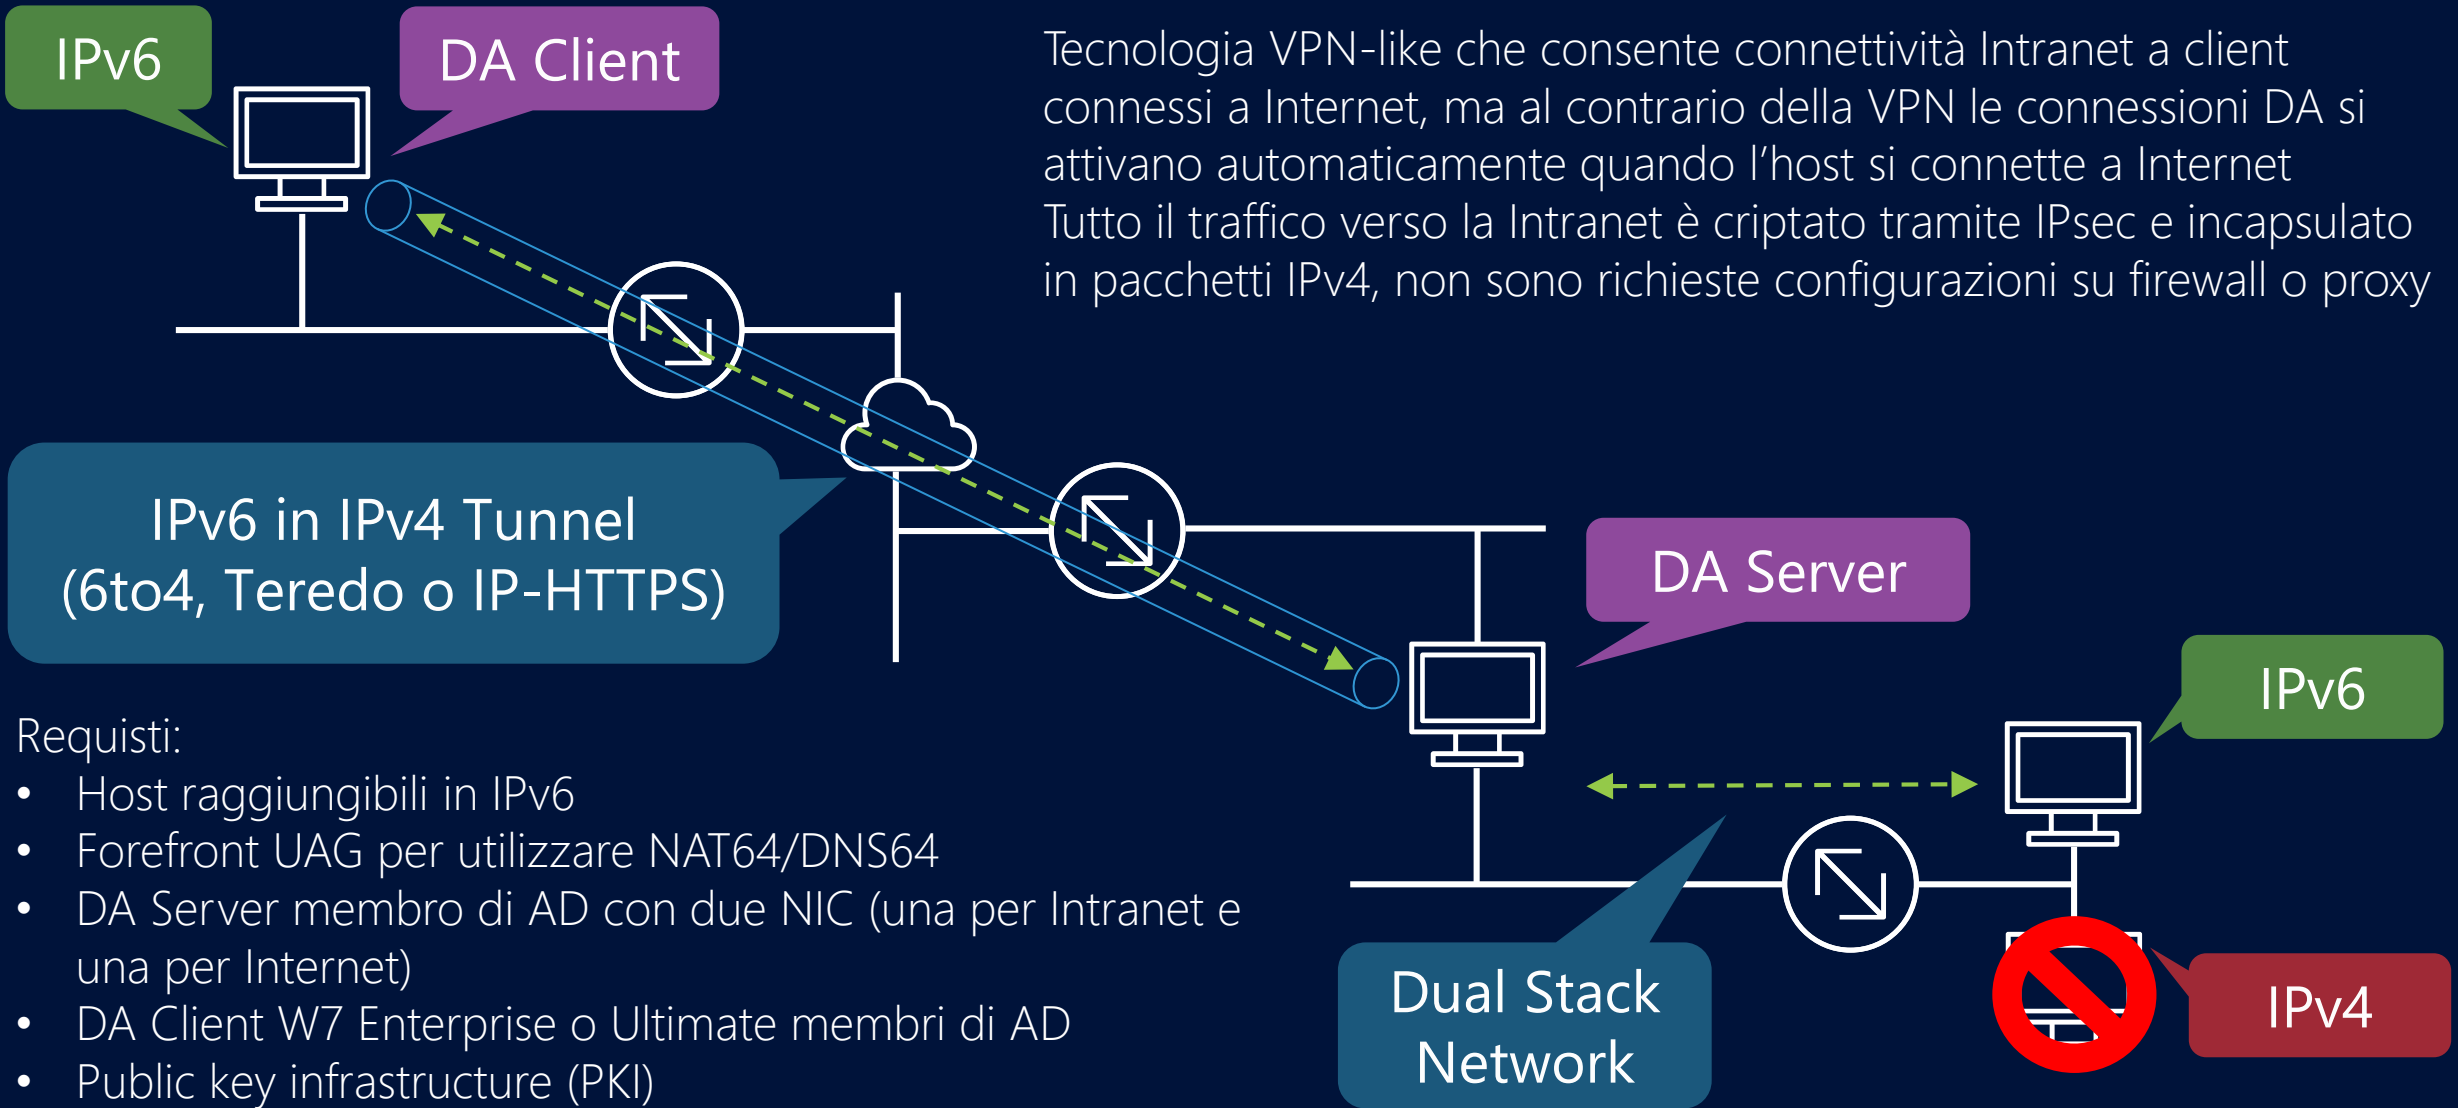 IPv6
DA Client
Tecnologia VPN-like che consente connettività Intranet a client
connessi a Internet, ma al contrario della VPN le connessioni DA si
attivano automaticamente quando l’host si connette a Internet
Tutto il traffico verso la Intranet è criptato tramite IPsec e incapsulato
in pacchetti IPv4, non sono richieste configurazioni su firewall o proxy
IPv6 in IPv4 Tunnel
(6to4, Teredo o IP-HTTPS)
DA Server
IPv6
Requisti:
• Host raggiungibili in IPv6
• Forefront UAG per utilizzare NAT64/DNS64
• DA Server membro di AD con due NIC (una per Intranet e
una per Internet)
• DA Client W7 Enterprise o Ultimate membri di AD
• Public key infrastructure (PKI)
Dual Stack
Network
IPv4